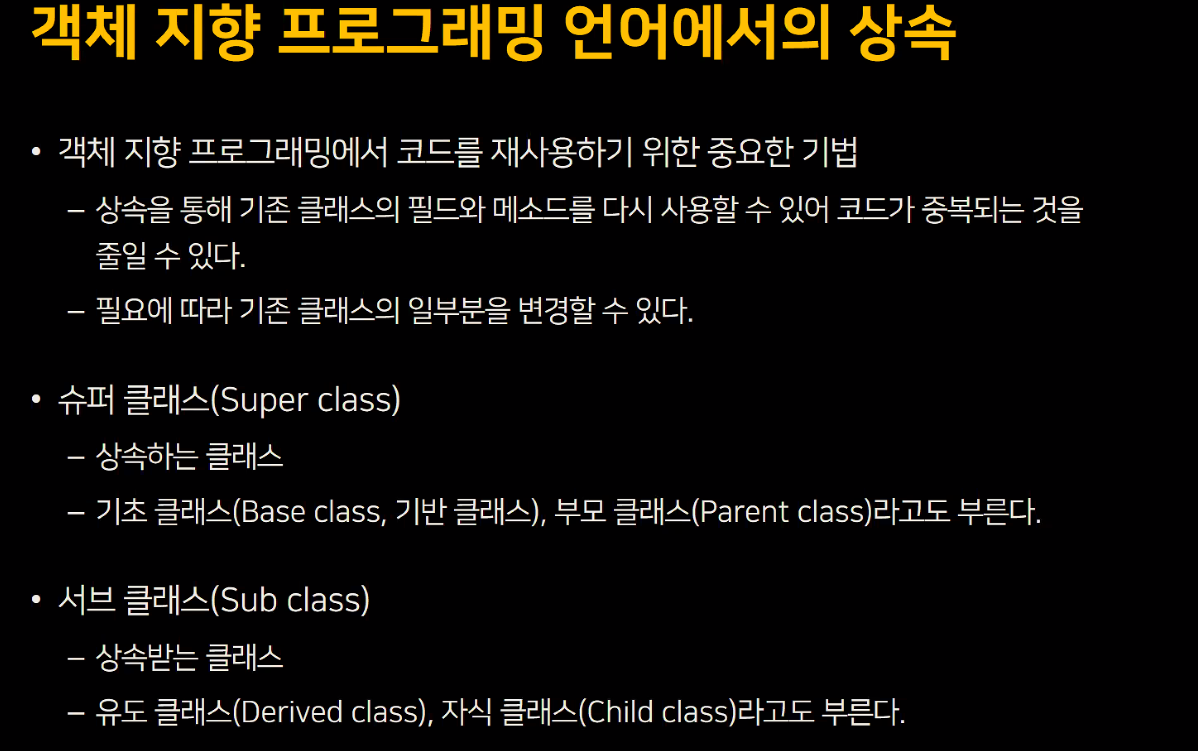 객체 지향 프로그래밍 언어에서의 상속
• 객체 지향 프로그래밍에서 코드를 재사용하기 위한 중요한 기법
– 상속을 통해 기존 클래스의 필드와 메소드를 다시 사용할 수 있어 코드가 중복되는 것을
줄일 수 있다.
– 필요에 따라 기존 클래스의 일부분을 변경할 수 있다.
• 슈퍼 클래스(Super class)
– 상속하는 클래스
– 기초 클래스(Base class, 기반 클래스), 부모 클래스(Parent class)라고도 부른다.
• 서브 클래스(Sub class)
– 상속받는 클래스
– 유도 클래스(Derived class), 자식 클래스(Child class)라고도 부른다.